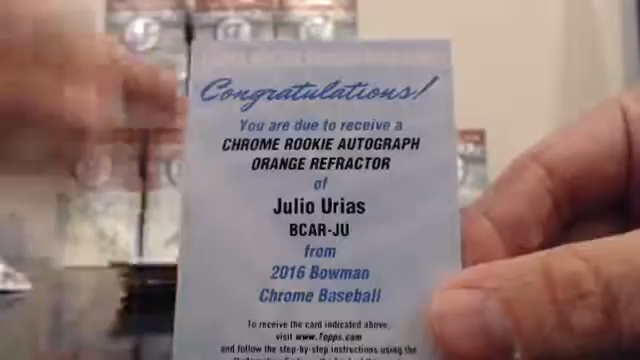 Congratulations!
You are due to receive a
CHROME ROOKIE AUTOGRAPH
ORANGE REFRACTOR
of
Julio Urias
BCAR-JU
from
2016 Bowman
Chrome Baseball
To receive the card indicated above,
visit www.Topps.com
and follow the step-by-step instructions using the